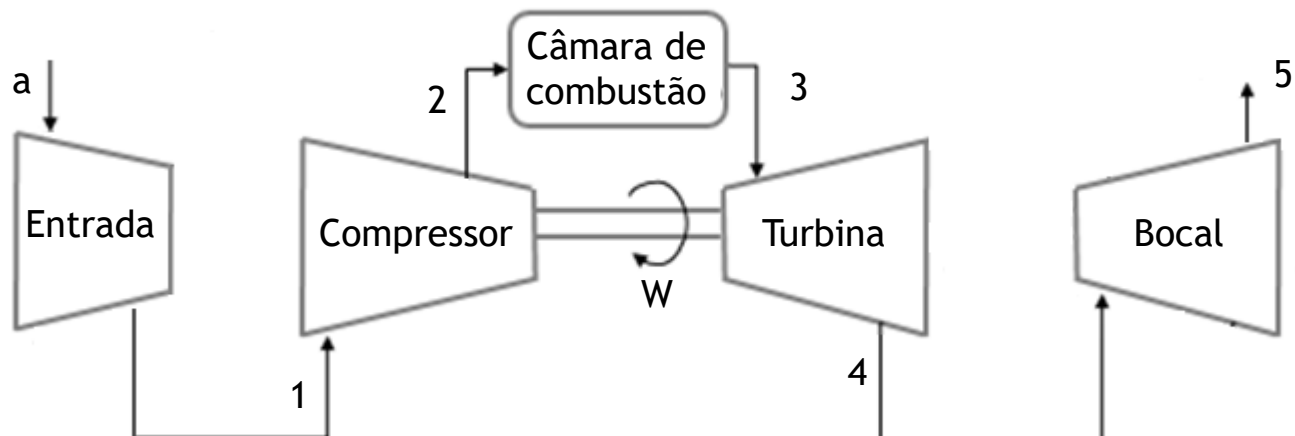 a
Entrada
1
Compressor
2
Câmara de
combustão
3
W
Turbina
4
Bocal
5